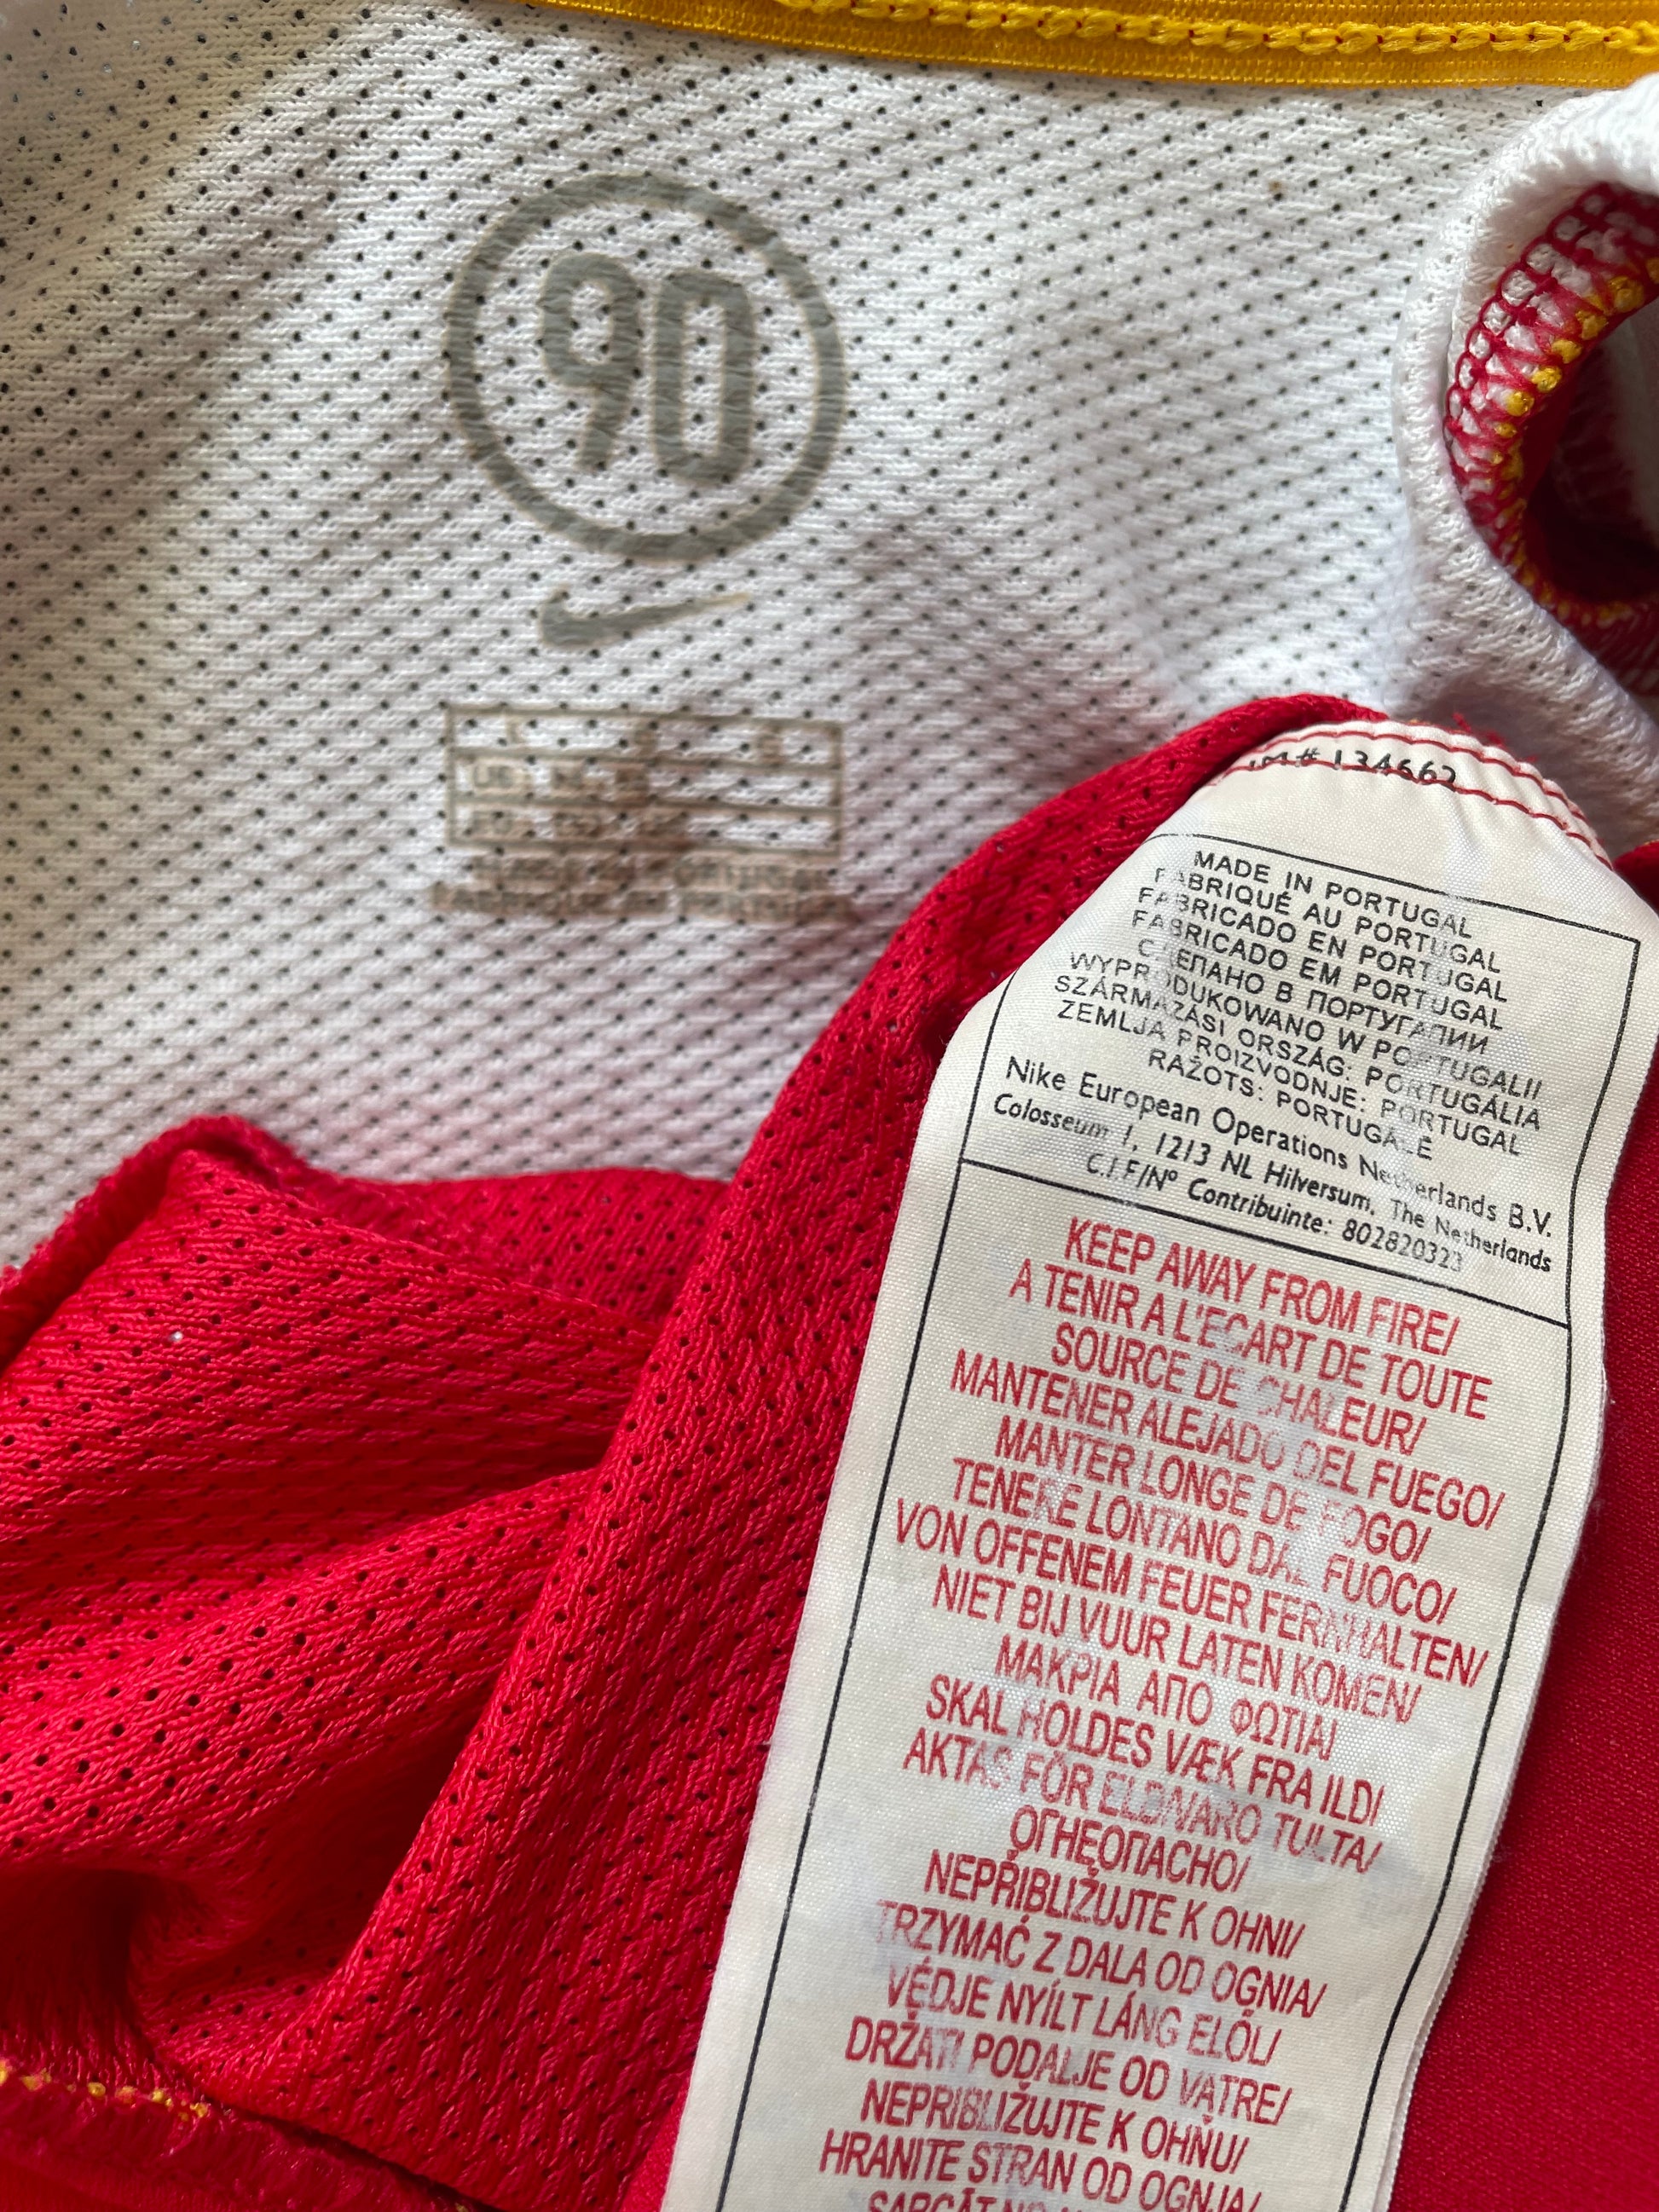 90
134662
MADE IN PORTUGAL
FABRIQUÉ AU PORTUGAL
FABRICADO EN PORTUGAL
FABRICADO EM PORTUGAL
СДЕЛАНО В ПОРТУГАЛИИ
WYPRODUKOWANO W PORTUGALII
SZÁRMAZÁSI ORSZÁG: PORTUGÁLIA
ZEMLJA PROIZVODNJE: PORTUGAL
RAŽOTS: PORTUGĀLĒ
Nike European Operations Netherlands B.V.
Colosseum 1, 1213 NL Hilversum, The Netherlands
C.I.F/Nº Contribuinte: 802820323
KEEP AWAY FROM FIRE/
A TENIR A L'ECART DE TOUTE
SOURCE DE CHALEUR/
MANTENER ALEJADO DEL FUEGO/
MANTER LONGE DE FOGO/
TENERE LONTANO DAL FUOCO/
VON OFFENEM FEUER FERNHALTEN/
NIET BIJ VUUR LATEN KOMEN/
ΜΑΚΡΙΑ ΑΠΟ ΦΩΤΙΑ/
SKAL HOLDES VÆK FRA ILD/
AKTAS FÖR ELDNARO TULTA/
ОГНЕОПАСНО/
NEPŘIBLIŽUJTE K OHNI/
TRZYMAĆ Z DALA OD OGNIA/
VÉDJE NYÍLT LÁNG ELŐL/
DRŽATI PODALJE OD VATRE/
NEPRIBLIŽUJTE K OHŇU/
HRANITE STRAN OD OGNJA/